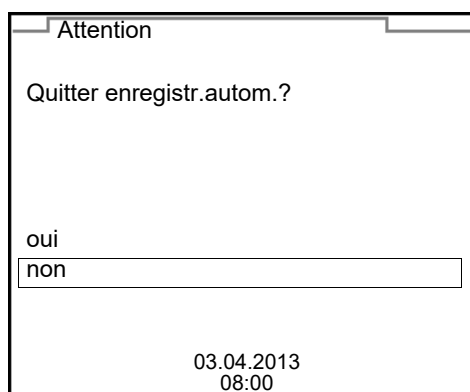 Attention
Quitter enregistr.autom.?
oui
non
03.04.2013
08:00